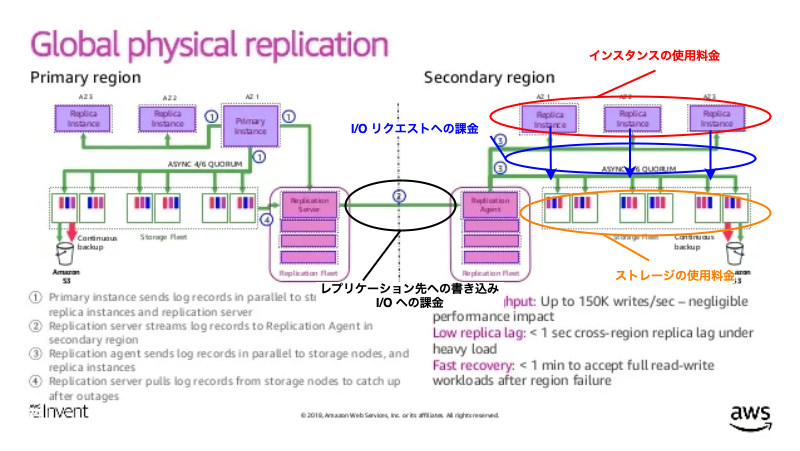 Global physical replication
Primary region
Secondary region
インスタンスの使用料金
AZ 3
AZ 2
AZ 1
AZ 1
AZ 2
AZ 3
Replica
Instance
Replica
Instance
Primary
Instance
Replica
Instance
Replica
Instance
Replica
Instance
1
1
1
I/O リクエストへの課金
3
3
ASYNC 4/6 QUORUM
ASYNC 4/6 QUORUM
2
4
Replication
Server
Replication
Agent
Storage Fleet
Storage Fleet
Continuous
backup
Continuous
backup
Amazon
S3
Replication Fleet
Replication Fleet
ストレージの使用料金
レプリケーション先への書き込み
I/O への課金
1 Primary instance sends log records in parallel to
replica instances and replication server
2 Replication server streams log records to Replication Agent in
secondary region
3 Replication agent sends log records in parallel to storage nodes, and
replica instances
4 Replication server pulls log records from storage nodes to catch up
after outages
hput: Up to 150K writes/sec – negligible
performance impact
Low replica lag: < 1 sec cross-region replica lag under
heavy load
Fast recovery: < 1 min to accept full read-write
workloads after region failure
AWS re:Invent
© 2018, Amazon Web Services, Inc. or its affiliates. All rights reserved.
aws